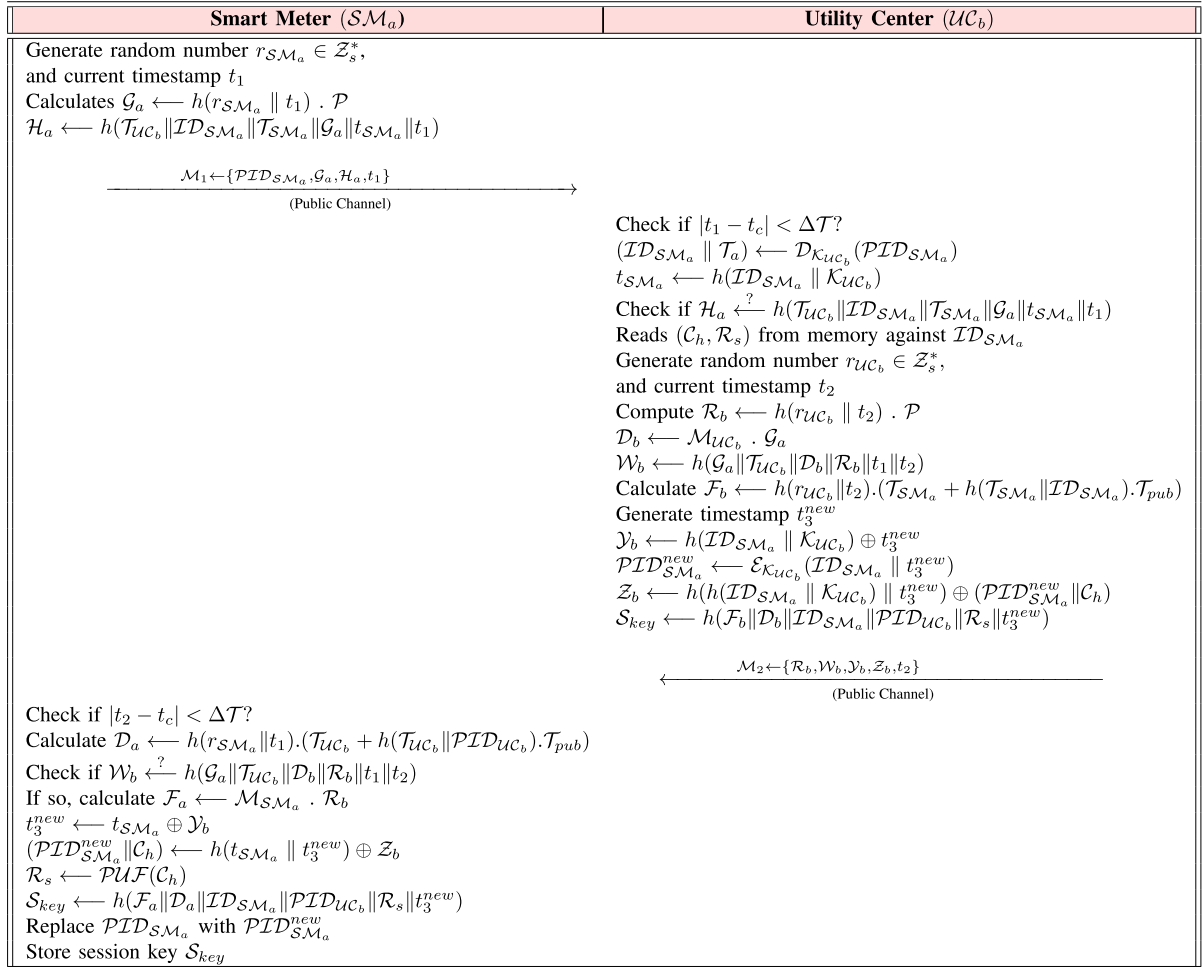 Smart Meter (𝒮ℳₐ)
Utility Center (𝒰𝒞_b)
Generate random number r_{𝒮ℳ_a} ∈ 𝒵_s^*,
and current timestamp t_1
Calculates 𝒢_a ⟵ h(r_{𝒮ℳ_a} ∥ t_1) . 𝒫
ℋ_a ⟵ h(𝒯_{𝒰𝒞_b}∥ℐ𝒟_{𝒮ℳ_a}∥𝒯_{𝒮ℳ_a}∥𝒢_a∥t_{𝒮ℳ_a}∥t_1)
ℳ_1←{𝒫ℐ𝒟_{𝒮ℳ_a},𝒢_a,ℋ_a,t_1}
(Public Channel)
Check if |t_1 − t_c| < Δ𝒯?
(ℐ𝒟_{𝒮ℳ_a} ∥ 𝒯_a) ⟵ 𝒟_{𝒦_{𝒰𝒞_b}}(𝒫ℐ𝒟_{𝒮ℳ_a})
t_{𝒮ℳ_a} ⟵ h(ℐ𝒟_{𝒮ℳ_a} ∥ 𝒦_{𝒰𝒞_b})
Check if ℋ_a ⟵^? h(𝒯_{𝒰𝒞_b}∥ℐ𝒟_{𝒮ℳ_a}∥𝒯_{𝒮ℳ_a}∥𝒢_a∥t_{𝒮ℳ_a}∥t_1)
Reads (𝒞_h, ℛ_s) from memory against ℐ𝒟_{𝒮ℳ_a}
Generate random number r_{𝒰𝒞_b} ∈ 𝒵_s^*,
and current timestamp t_2
Compute ℛ_b ⟵ h(r_{𝒰𝒞_b} ∥ t_2) . 𝒫
𝒟_b ⟵ ℳ_{𝒰𝒞_b} . 𝒢_a
𝒲_b ⟵ h(𝒢_a∥𝒯_{𝒰𝒞_b}∥𝒟_b∥ℛ_b∥t_1∥t_2)
Calculate ℱ_b ⟵ h(r_{𝒰𝒞_b}∥t_2).(𝒯_{𝒮ℳ_a} + h(𝒯_{𝒮ℳ_a}∥ℐ𝒟_{𝒮ℳ_a}).𝒯_{pub})
Generate timestamp t_3^{new}
𝒴_b ⟵ h(ℐ𝒟_{𝒮ℳ_a} ∥ 𝒦_{𝒰𝒞_b}) ⊕ t_3^{new}
𝒫ℐ𝒟_{𝒮ℳ_a}^{new} ⟵ ℰ_{𝒦_{𝒰𝒞_b}}(ℐ𝒟_{𝒮ℳ_a} ∥ t_3^{new})
𝒵_b ⟵ h(h(ℐ𝒟_{𝒮ℳ_a} ∥ 𝒦_{𝒰𝒞_b}) ∥ t_3^{new}) ⊕ (𝒫ℐ𝒟_{𝒮ℳ_a}^{new}∥𝒞_h)
𝒮_{key} ⟵ h(ℱ_b∥𝒟_b∥ℐ𝒟_{𝒮ℳ_a}∥𝒫ℐ𝒟_{𝒰𝒞_b}∥ℛ_s∥t_3^{new})
ℳ_2←{ℛ_b,𝒲_b,𝒴_b,𝒵_b,t_2}
(Public Channel)
Check if |t_2 − t_c| < Δ𝒯?
Calculate 𝒟_a ⟵ h(r_{𝒮ℳ_a}∥t_1).(𝒯_{𝒰𝒞_b} + h(𝒯_{𝒰𝒞_b}∥𝒫ℐ𝒟_{𝒰𝒞_b}).𝒯_{pub})
Check if 𝒲_b ⟵^? h(𝒢_a∥𝒯_{𝒰𝒞_b}∥𝒟_b∥ℛ_b∥t_1∥t_2)
If so, calculate ℱ_a ⟵ ℳ_{𝒮ℳ_a} . ℛ_b
t_3^{new} ⟵ t_{𝒮ℳ_a} ⊕ 𝒴_b
(𝒫ℐ𝒟_{𝒮ℳ_a}^{new}∥𝒞_h) ⟵ h(t_{𝒮ℳ_a} ∥ t_3^{new}) ⊕ 𝒵_b
ℛ_s ⟵ 𝒫𝒰ℱ(𝒞_h)
𝒮_{key} ⟵ h(ℱ_a∥𝒟_a∥ℐ𝒟_{𝒮ℳ_a}∥𝒫ℐ𝒟_{𝒰𝒞_b}∥ℛ_s∥t_3^{new})
Replace 𝒫ℐ𝒟_{𝒮ℳ_a} with 𝒫ℐ𝒟_{𝒮ℳ_a}^{new}
Store session key 𝒮_{key}